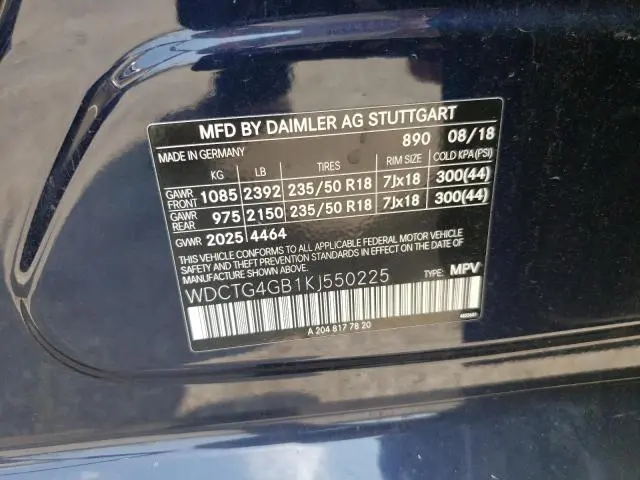 MFD BY DAIMLER AG STUTTGART
MADE IN GERMANY 890 08/18
KG LB TIRES RIM SIZE COLD KPA(PSI)
GAWR FRONT 1085 2392 235/50 R18 7Jx18 300(44)
GAWR REAR 975 2150 235/50 R18 7Jx18 300(44)
GVWR 2025 4464
THIS VEHICLE CONFORMS TO ALL APPLICABLE FEDERAL MOTOR VEHICLE
SAFETY, BUMPER, AND THEFT PREVENTION STANDARDS IN EFFECT
ON THE DATE OF MANUFACTURE SHOWN ABOVE.
WDCTG4GB1KJ550225 TYPE: MPV
A 204 817 78 20